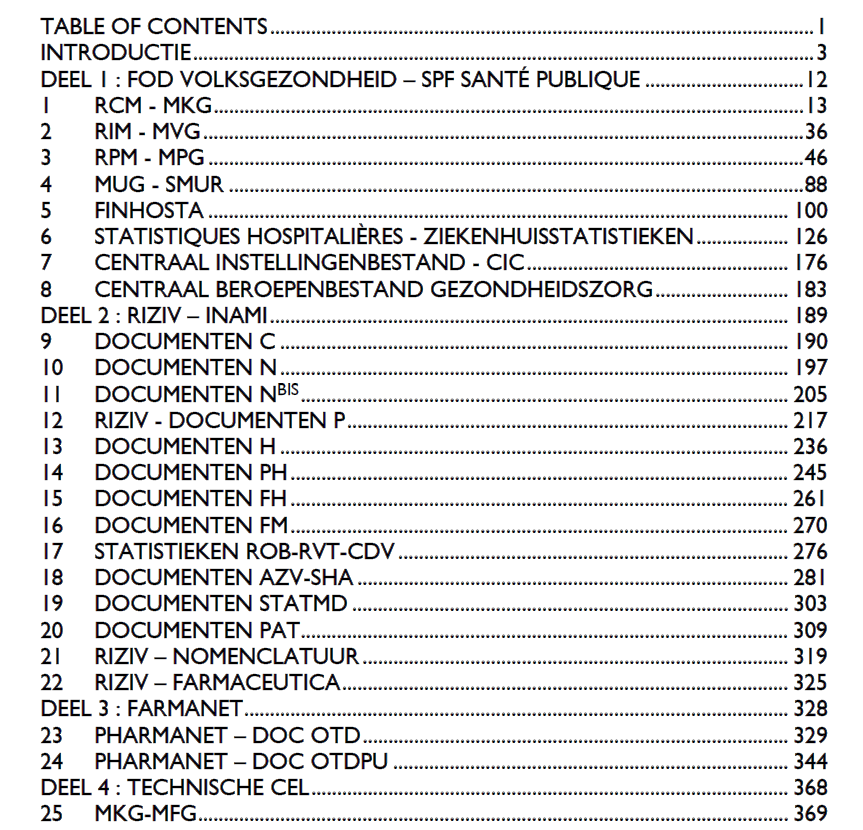 TABLE OF CONTENTS 1
INTRODUCTIE 3
DEEL 1 : FOD VOLKSGEZONDHEID – SPF SANTÉ PUBLIQUE 12
1 RCM - MKG 13
2 RIM - MVG 36
3 RPM - MPG 46
4 MUG - SMUR 88
5 FINHOSTA 100
6 STATISTIQUES HOSPITALIÈRES - ZIEKENHUISSTATISTIEKEN 126
7 CENTRAAL INSTELLINGENBESTAND - CIC 176
8 CENTRAAL BEROEPENBESTAND GEZONDHEIDSZORG 183
DEEL 2 : RIZIV – INAMI 189
9 DOCUMENTEN C 190
10 DOCUMENTEN N 197
11 DOCUMENTEN NBIS 205
12 RIZIV - DOCUMENTEN P 217
13 DOCUMENTEN H 236
14 DOCUMENTEN PH 245
15 DOCUMENTEN FH 261
16 DOCUMENTEN FM 270
17 STATISTIEKEN ROB-RVT-CDV 276
18 DOCUMENTEN AZV-SHA 281
19 DOCUMENTEN STATMD 303
20 DOCUMENTEN PAT 309
21 RIZIV – NOMENCLATUUR 319
22 RIZIV – FARMACEUTICA 325
DEEL 3 : FARMANET 328
23 PHARMANET – DOC OTD 329
24 PHARMANET – DOC OTDPU 344
DEEL 4 : TECHNISCHE CEL 368
25 MKG-MFG 369